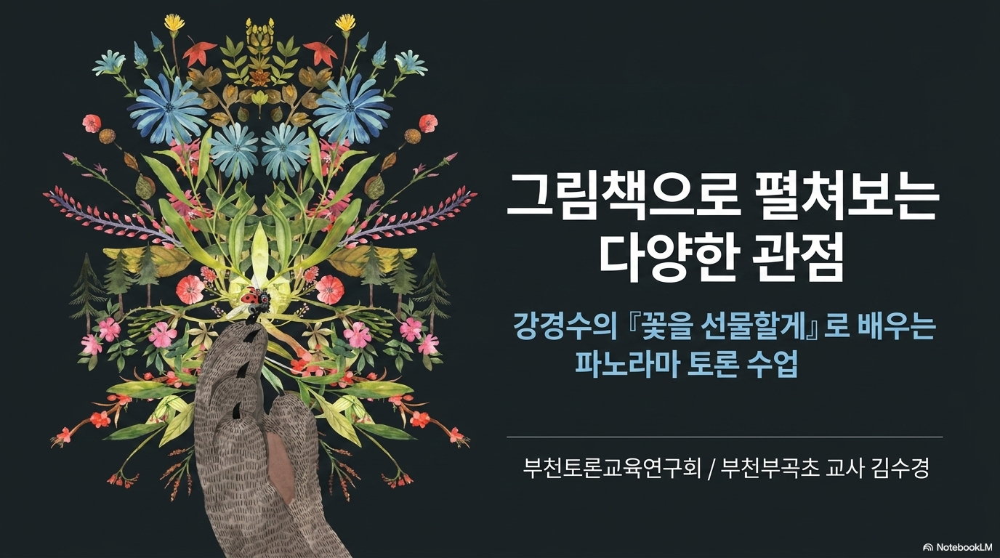 그림책으로 펼쳐보는
다양한 관점
강경수의 『꽃을 선물할게』로 배우는
파노라마 토론 수업
부천토론교육연구회 / 부천부곡초 교사 김수경
NotebookLM